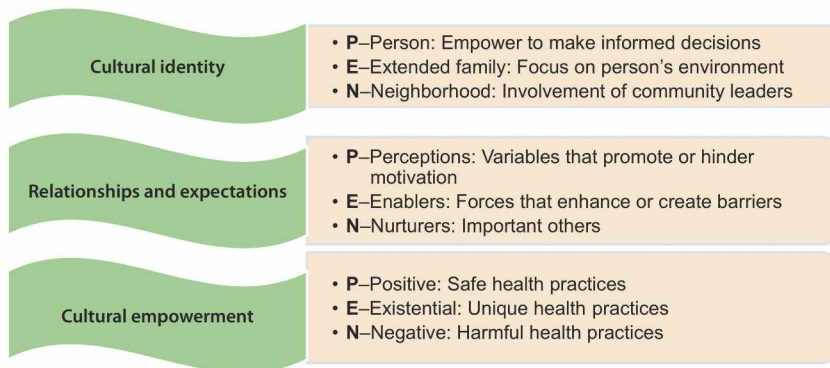 Cultural identity
• P–Person: Empower to make informed decisions
• E–Extended family: Focus on person's environment
• N–Neighborhood: Involvement of community leaders
Relationships and expectations
• P–Perceptions: Variables that promote or hinder
motivation
• E–Enablers: Forces that enhance or create barriers
• N–Nurturers: Important others
Cultural empowerment
• P–Positive: Safe health practices
• E–Existential: Unique health practices
• N–Negative: Harmful health practices